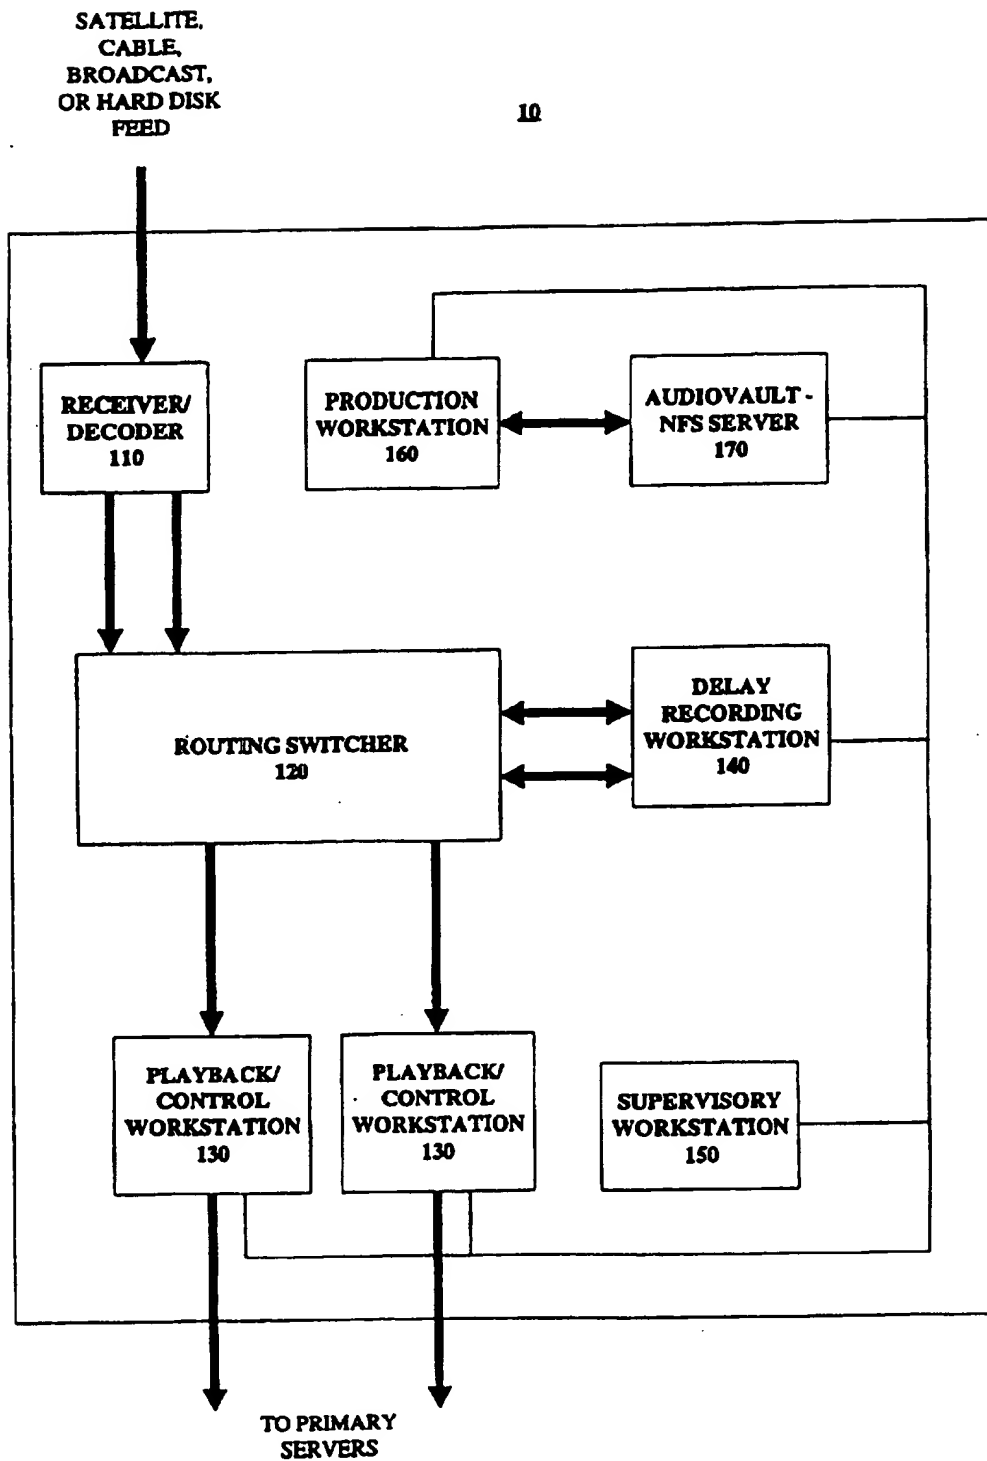 SATELLITE,
CABLE,
BROADCAST,
OR HARD DISK
FEED
10
RECEIVER/
DECODER
110
PRODUCTION
WORKSTATION
160
AUDIOVAULT -
NFS SERVER
170
ROUTING SWITCHER
120
DELAY
RECORDING
WORKSTATION
140
PLAYBACK/
CONTROL
WORKSTATION
130
PLAYBACK/
CONTROL
WORKSTATION
130
SUPERVISORY
WORKSTATION
150
TO PRIMARY
SERVERS